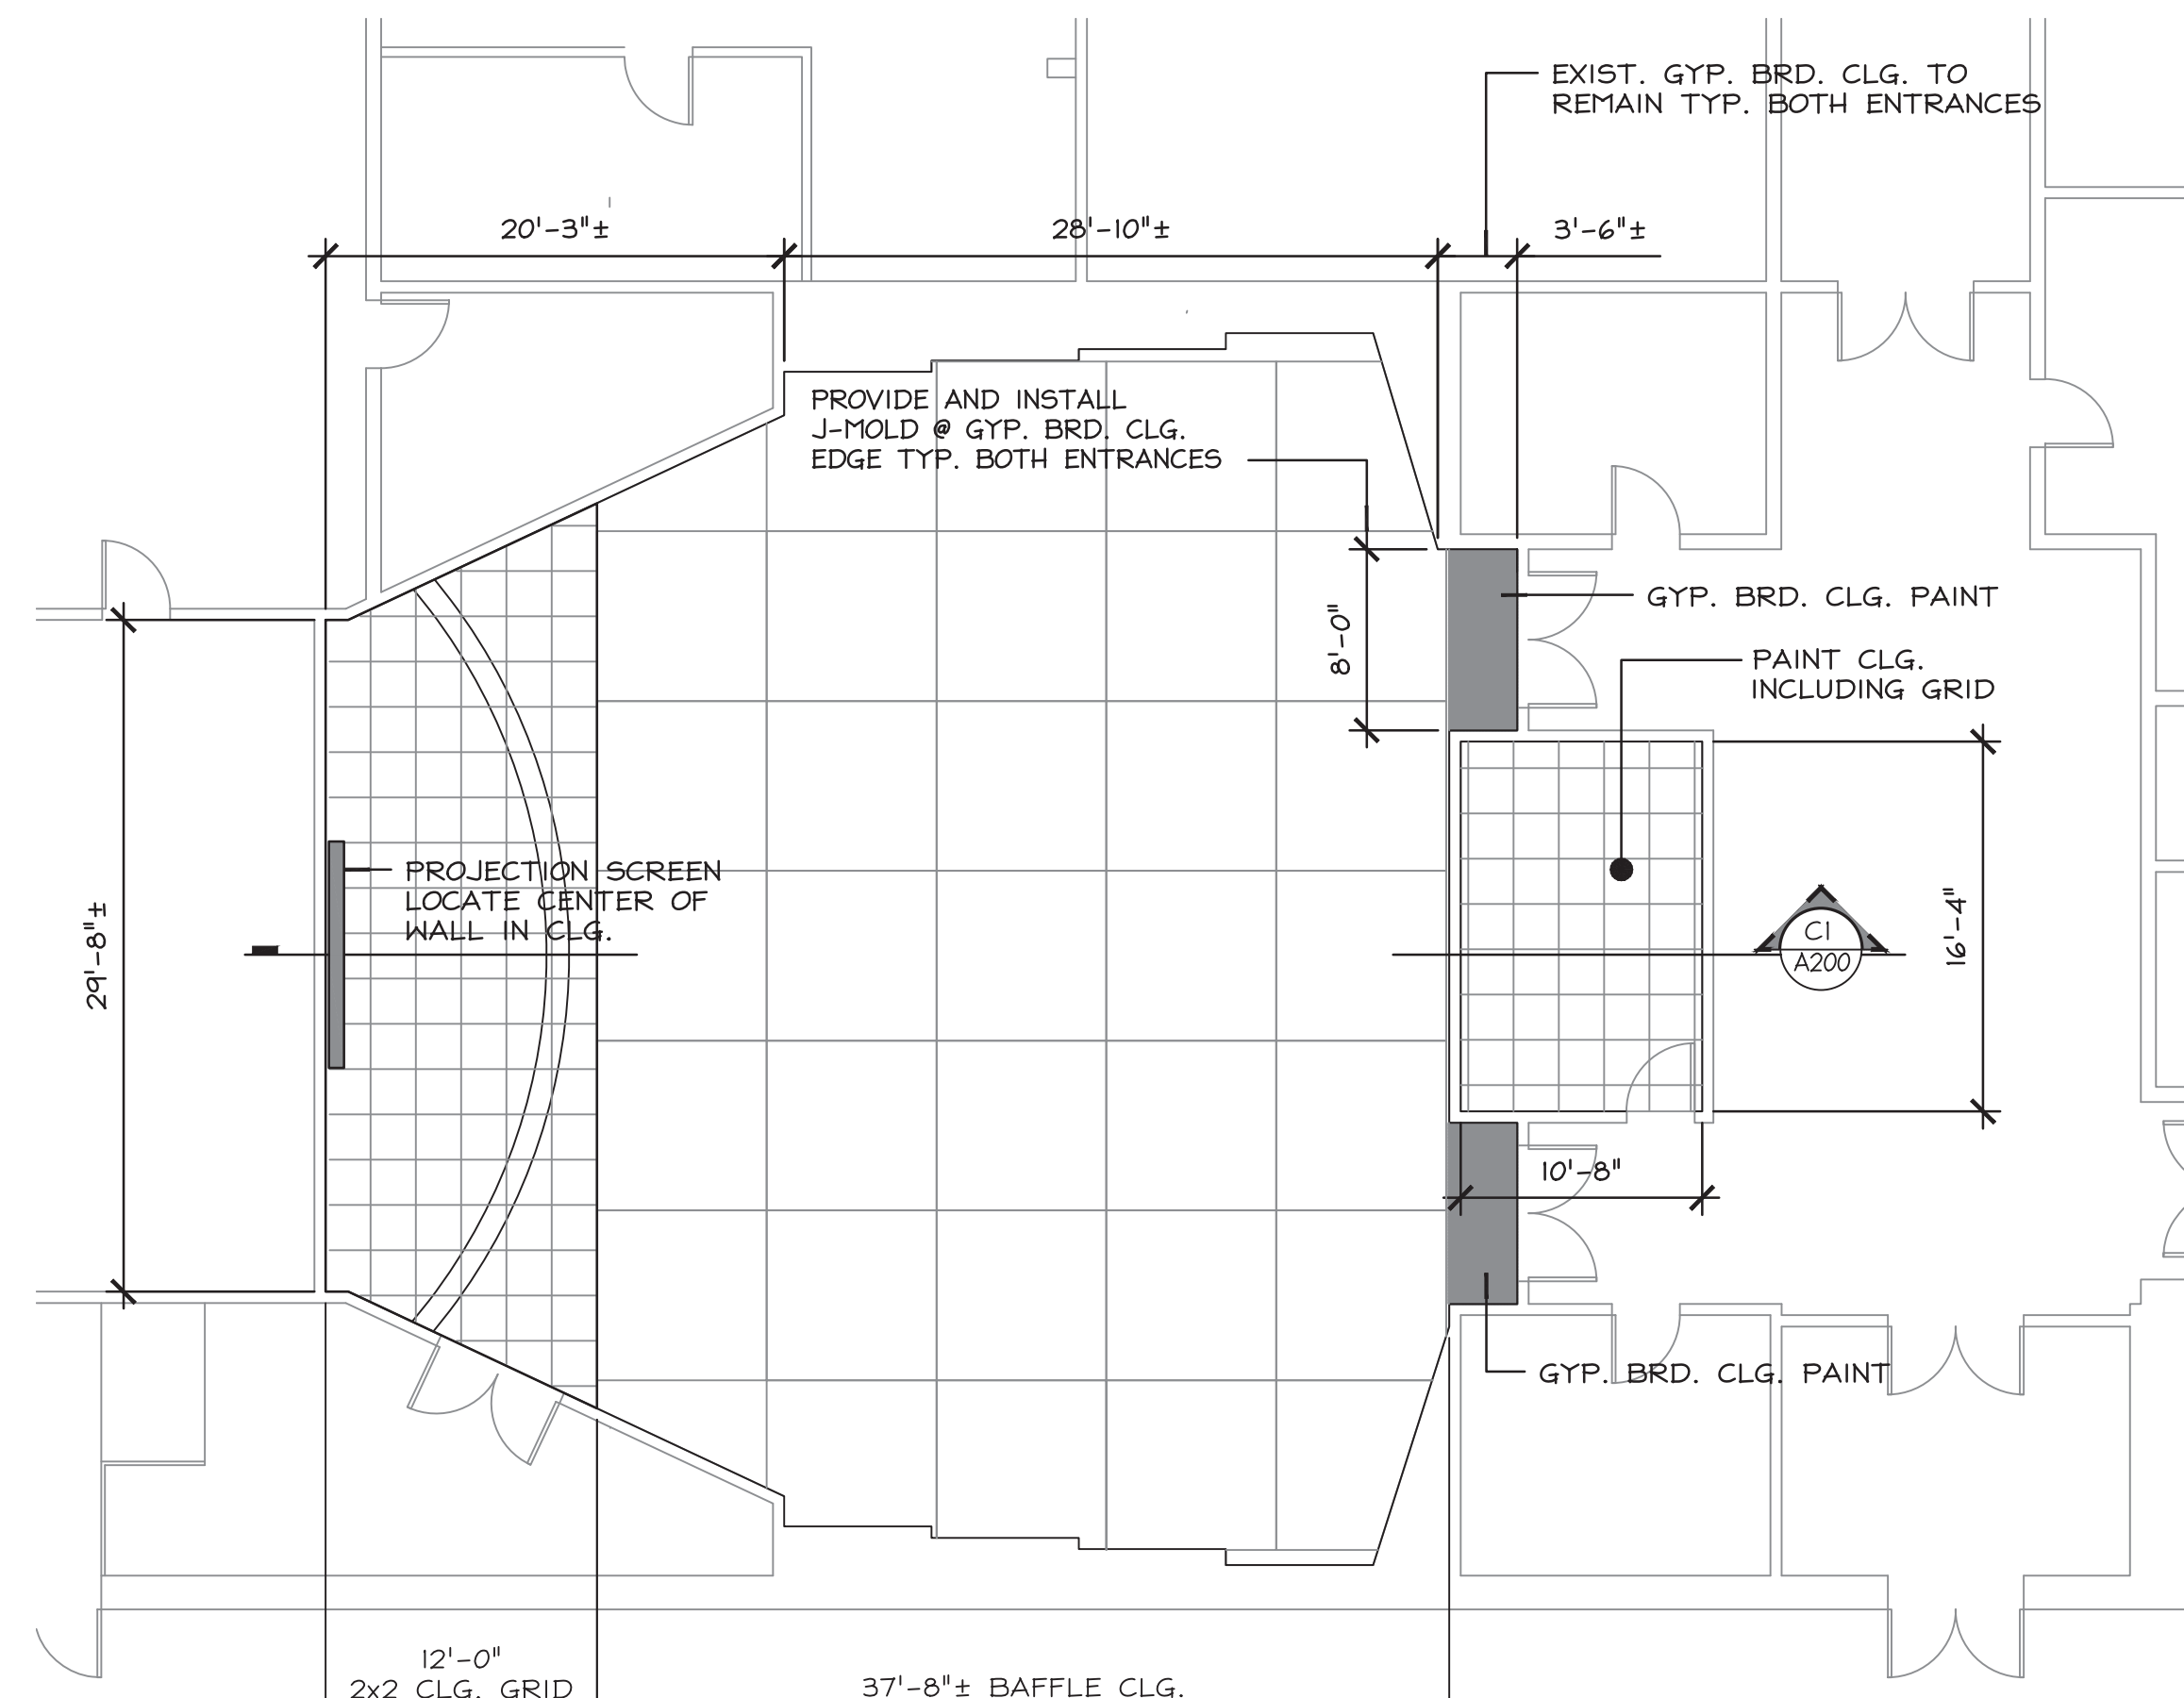 EXIST. GYP. BRD. CLG. TO
REMAIN TYP. BOTH ENTRANCES
20'-3"±
28'-10"±
3'-6"±
PROVIDE AND INSTALL
J-MOLD @ GYP. BRD. CLG.
EDGE TYP. BOTH ENTRANCES
8'-0"
GYP. BRD. CLG. PAINT
PAINT CLG.
INCLUDING GRID
PROJECTION SCREEN
LOCATE CENTER OF
WALL IN CLG.
29'-8"±
C1
A200
16'-4"
10'-8"
GYP. BRD. CLG. PAINT
12'-0"
2x2 CLG. GRID
37'-8"± BAFFLE CLG.